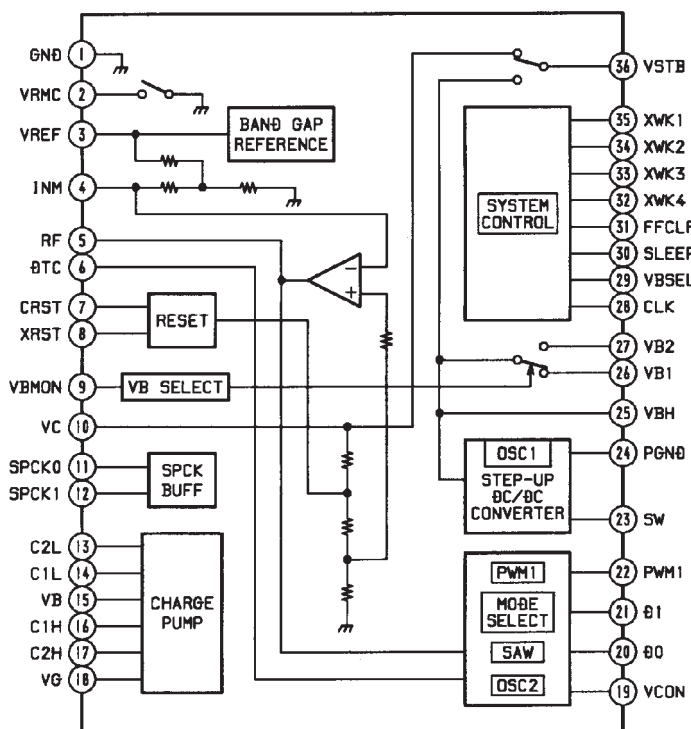 GND 1
VRMC 2
VREF 3
BAND GAP
REFERENCE
INM 4
RF 5
DTC 6
CRST 7
XRST 8
RESET
VBMON 9
VB SELECT
VC 10
SPCK0 11
SPCK1 12
SPCK
BUFF
C2L 13
C1L 14
VB 15
C1H 16
C2H 17
VG 18
CHARGE
PUMP
−
+
36 VSTB
35 XWK1
34 XWK2
33 XWK3
32 XWK4
31 FFCLR
30 SLEEP
29 VBSEL
28 CLK
SYSTEM
CONTROL
27 VB2
26 VB1
25 VBH
24 PGND
23 SW
OSC1
STEP-UP
DC/DC
CONVERTER
22 PWM1
21 D1
20 D0
19 VCON
PWM1
MODE
SELECT
SAW
OSC2